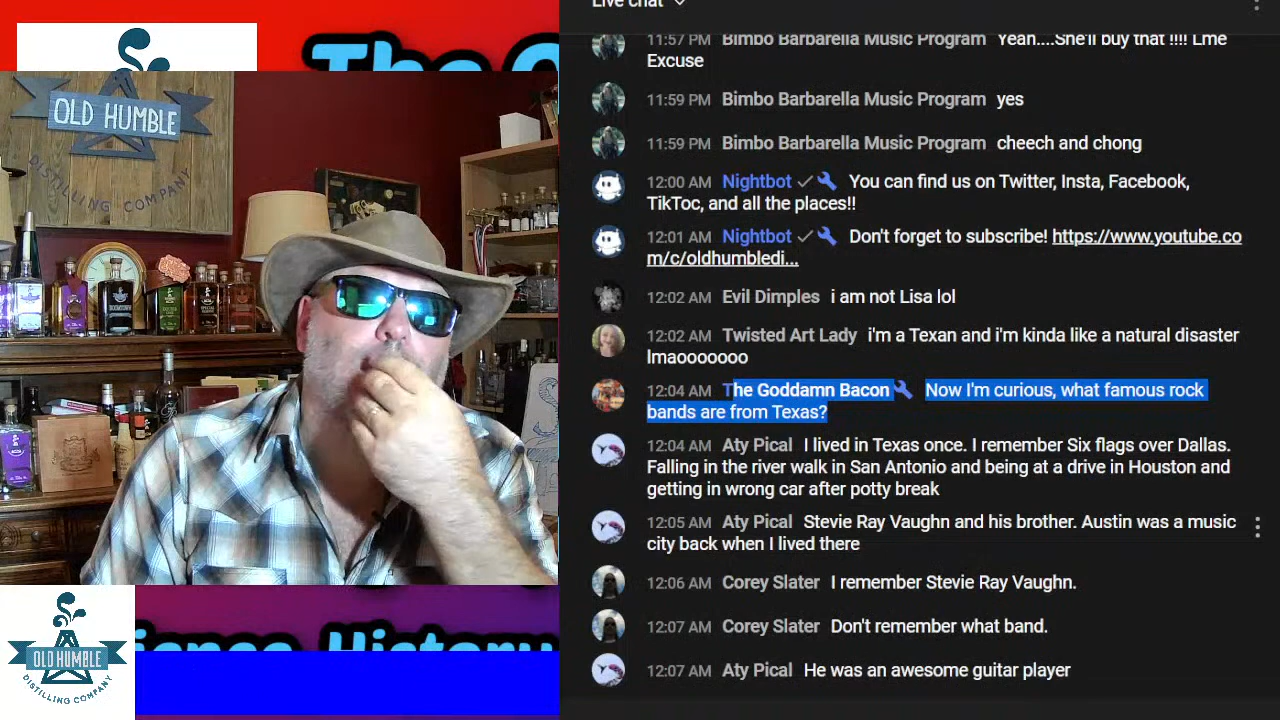 The
OLD HUMBLE
DISTILLING COMPANY
ience, History
OLD HUMBLE
DISTILLING COMPANY
Live chat
11:57 PM Bimbo Barbarella Music Program Yeah....She'll buy that !!!! Lme
Excuse
11:59 PM Bimbo Barbarella Music Program yes
11:59 PM Bimbo Barbarella Music Program cheech and chong
12:00 AM Nightbot You can find us on Twitter, Insta, Facebook,
TikToc, and all the places!!
12:01 AM Nightbot Don't forget to subscribe! https://www.youtube.co
m/c/oldhumbledi...
12:02 AM Evil Dimples i am not Lisa lol
12:02 AM Twisted Art Lady i'm a Texan and i'm kinda like a natural disaster
lmaooooooo
12:04 AM The Goddamn Bacon Now I'm curious, what famous rock
bands are from Texas?
12:04 AM Aty Pical I lived in Texas once. I remember Six flags over Dallas.
Falling in the river walk in San Antonio and being at a drive in Houston and
getting in wrong car after potty break
12:05 AM Aty Pical Stevie Ray Vaughn and his brother. Austin was a music
city back when I lived there
12:06 AM Corey Slater I remember Stevie Ray Vaughn.
12:07 AM Corey Slater Don't remember what band.
12:07 AM Aty Pical He was an awesome guitar player